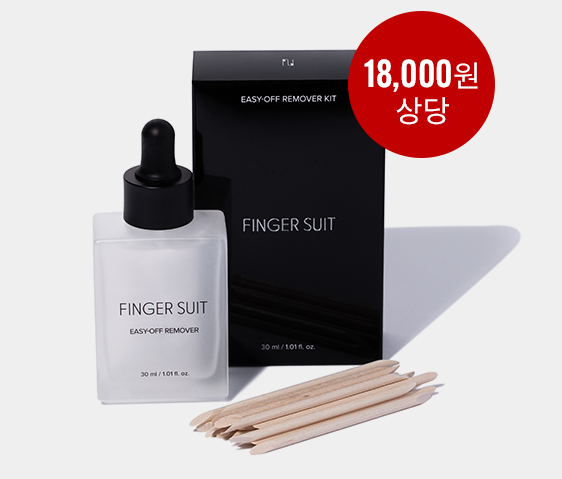 18,000원
상당
EASY-OFF REMOVER KIT
FINGER SUIT
30 ml / 1.01 fl. oz.
FINGER SUIT
EASY-OFF REMOVER
30 ml / 1.01 fl. oz.